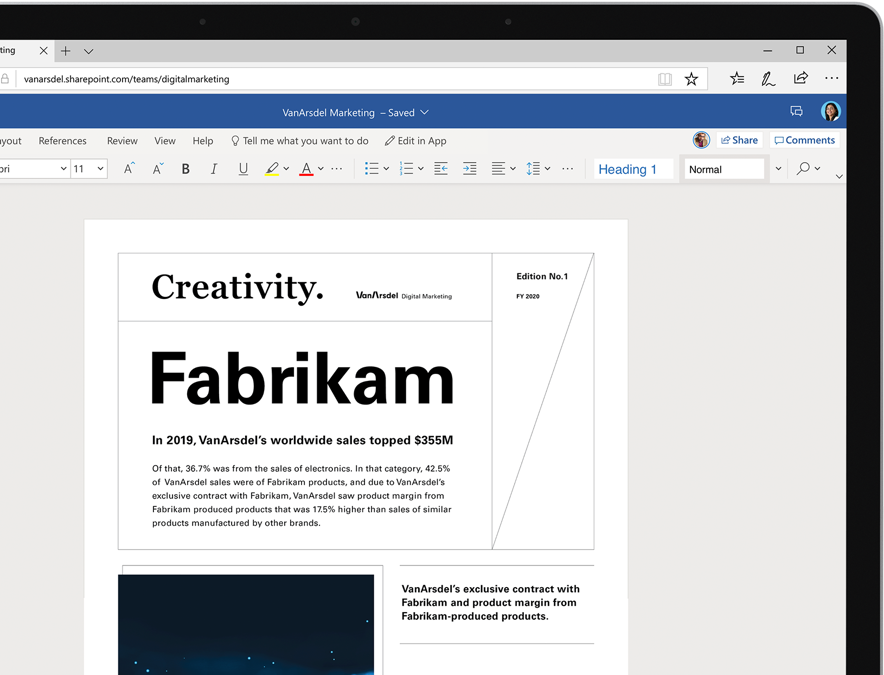 ting
vanarsdel.sharepoint.com/teams/digitalmarketing
VanArsdel Marketing – Saved
References Review View Help Tell me what you want to do Edit in App Share Comments
11 A A B I U A Heading 1 Normal
Creativity.
VanArsdel Digital Marketing
Edition No.1
FY 2020
Fabrikam
In 2019, VanArsdel's worldwide sales topped $355M
Of that, 36.7% was from the sales of electronics. In that category, 42.5%
of VanArsdel sales were of Fabrikam products, and due to VanArsdel's
exclusive contract with Fabrikam, VanArsdel saw product margin from
Fabrikam produced products that was 17.5% higher than sales of similar
products manufactured by other brands.
VanArsdel's exclusive contract with
Fabrikam and product margin from
Fabrikam-produced products.